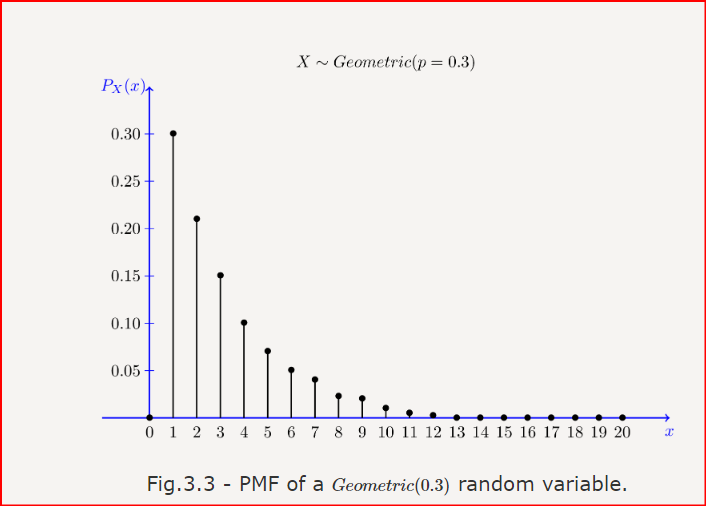 X ∼ Geometric(p = 0.3)
P_X(x)
0.30
0.25
0.20
0.15
0.10
0.05
0 1 2 3 4 5 6 7 8 9 10 11 12 13 14 15 16 17 18 19 20
x
Fig.3.3 - PMF of a Geometric(0.3) random variable.